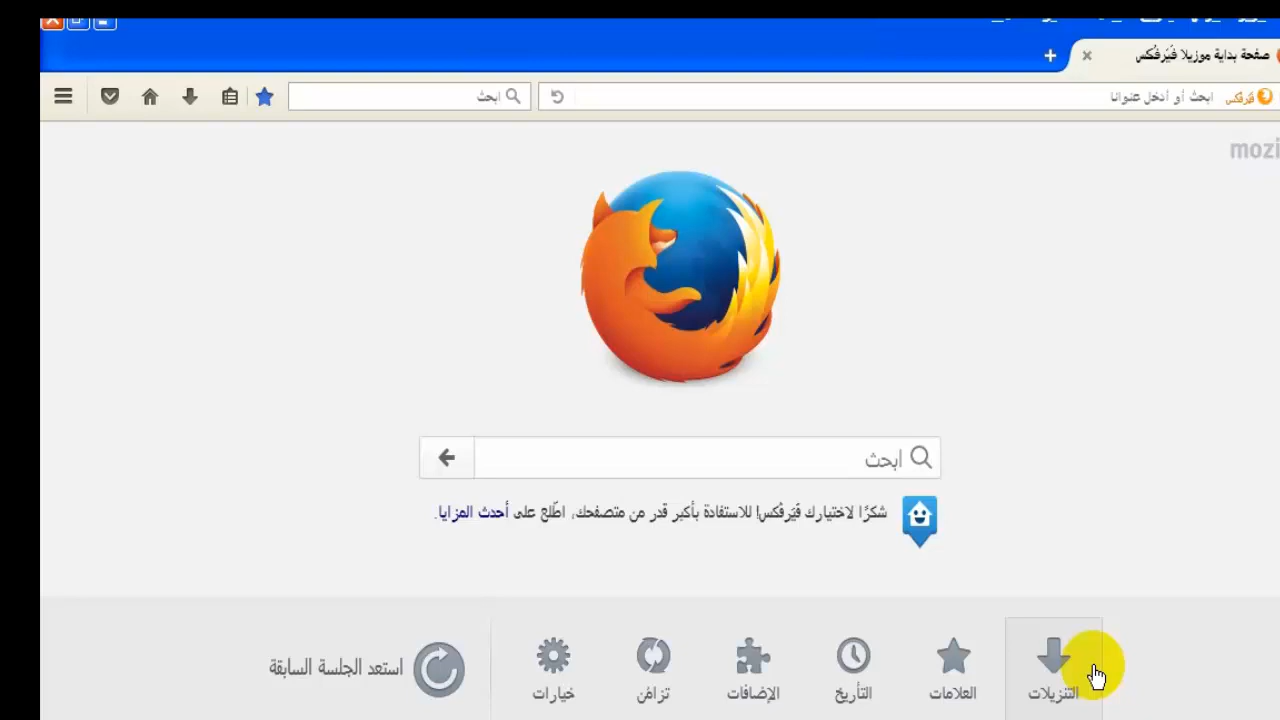 صفحة بداية موزيلا فَيَرفُكس
فَيَرفُكس
ابحث أو أدخل عنوانا
ابحث
mozi
ابحث
شكرًا لاختيارك فَيَرفُكس! للاستفادة بأكبر قدر من متصفحك، اطّلع على أحدث المزايا.
التنزيلات
العلامات
التأريخ
الإضافات
تزامُن
خيارات
استعد الجلسة السابقة